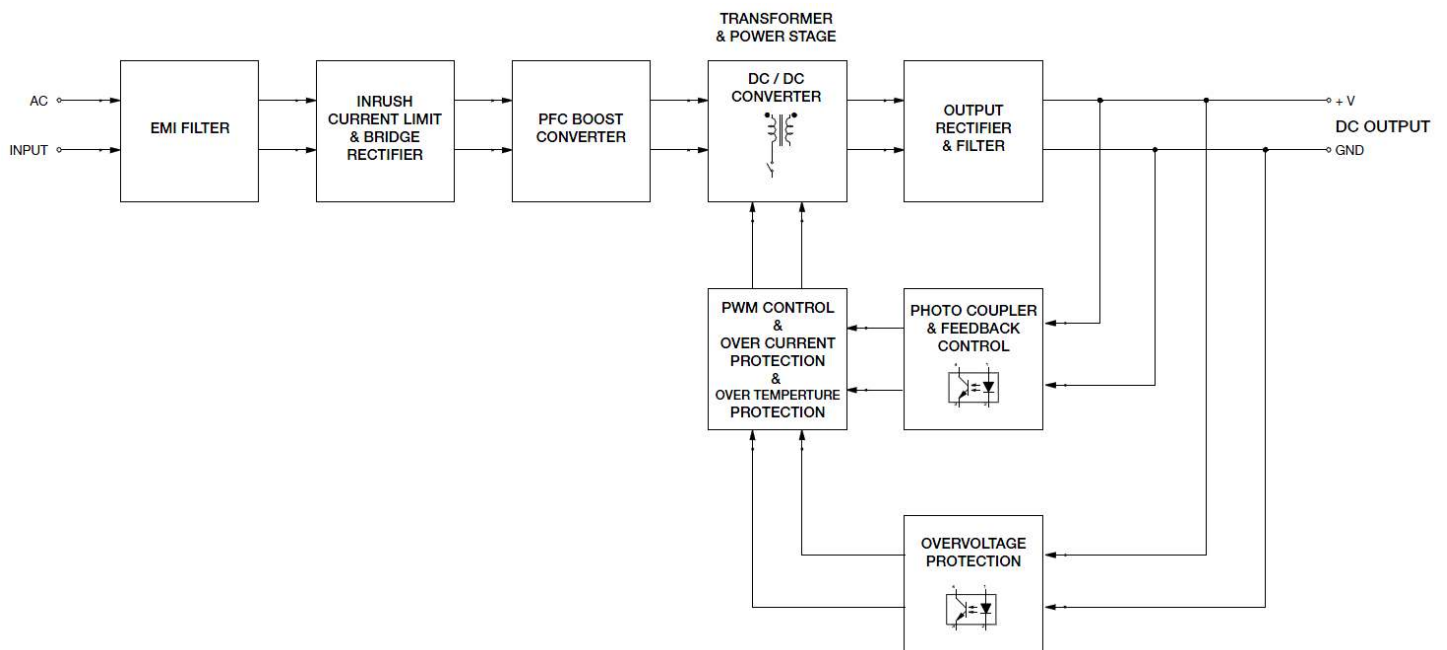 TRANSFORMER
& POWER STAGE
AC
INPUT
EMI FILTER
INRUSH
CURRENT LIMIT
& BRIDGE
RECTIFIER
PFC BOOST
CONVERTER
DC / DC
CONVERTER
OUTPUT
RECTIFIER
& FILTER
+ V
DC OUTPUT
GND
PWM CONTROL
&
OVER CURRENT
PROTECTION
&
OVER TEMPERTURE
PROTECTION
PHOTO COUPLER
& FEEDBACK
CONTROL
OVERVOLTAGE
PROTECTION